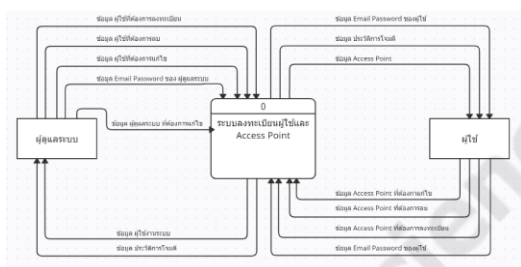 ข้อมูล ผู้ใช้ที่ต้องการลงทะเบียน
ข้อมูล ผู้ใช้ที่ต้องการลบ
ข้อมูล ผู้ใช้ที่ต้องการแก้ไข
ข้อมูล Email Password ของ ผู้ดูแลระบบ
ข้อมูล ผู้ดูแลระบบ ที่ต้องการแก้ไข
ผู้ดูแลระบบ
ข้อมูล ผู้ใช้งานระบบ
ข้อมูล ประวัติการโจมตี
0
ระบบลงทะเบียนผู้ใช้และ
Access Point
ข้อมูล Email Password ของผู้ใช้
ข้อมูล ประวัติการโจมตี
ข้อมูล Access Point
ผู้ใช้
ข้อมูล Access Point ที่ต้องการแก้ไข
ข้อมูล Access Point ที่ต้องการลบ
ข้อมูล Access Point ที่ต้องการลงทะเบียน
ข้อมูล Email Password ของผู้ใช้